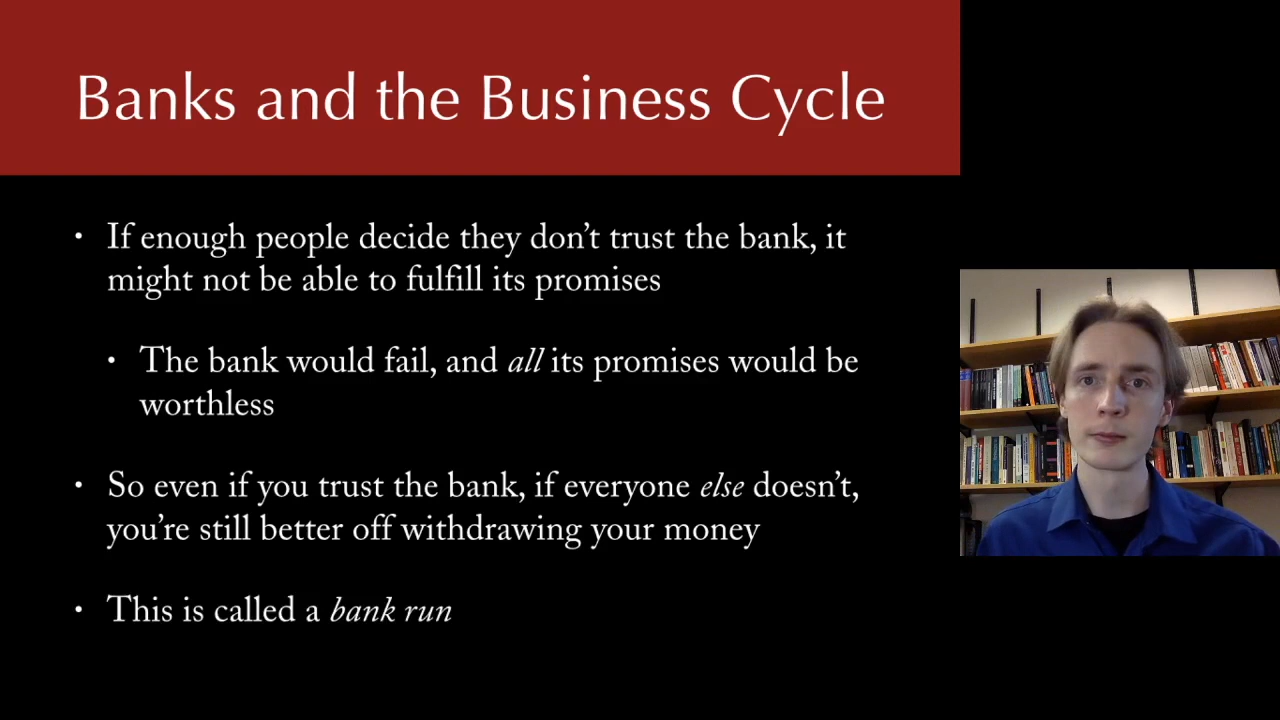 Banks and the Business Cycle
• If enough people decide they don’t trust the bank, it
might not be able to fulfill its promises
• The bank would fail, and all its promises would be
worthless
• So even if you trust the bank, if everyone else doesn’t,
you’re still better off withdrawing your money
• This is called a bank run